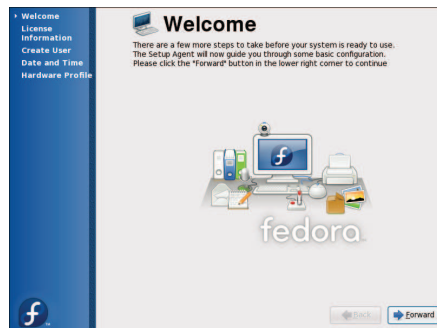 Welcome
License
Information
Create User
Date and Time
Hardware Profile
Welcome
There are a few more steps to take before your system is ready to use.
The Setup Agent will now guide you through some basic configuration.
Please click the "Forward" button in the lower right corner to continue
fedora
Back
Forward